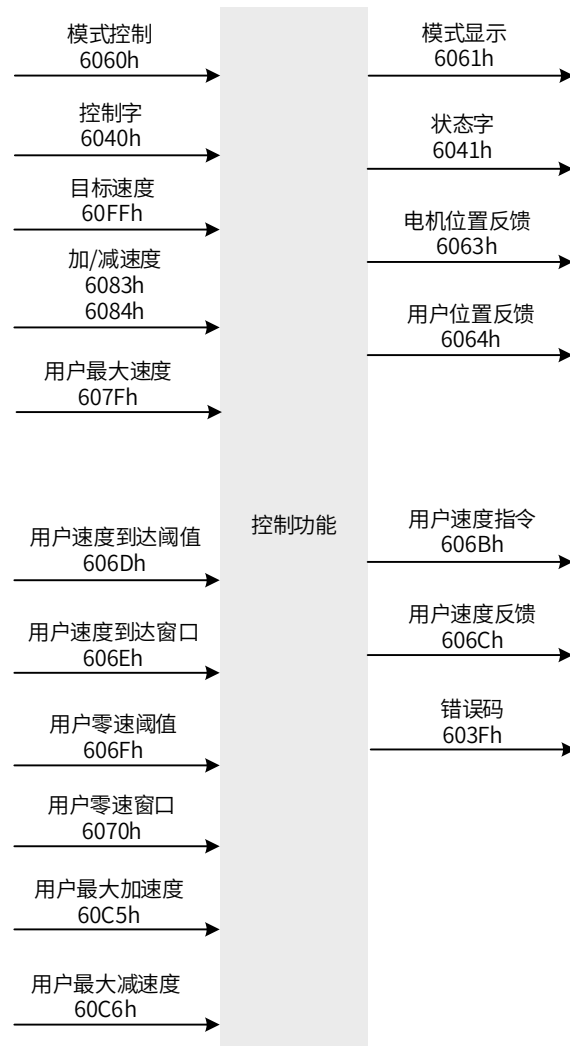 模式控制
6060h
控制字
6040h
目标速度
60FFh
加/减速度
6083h
6084h
用户最大速度
607Fh
用户速度到达阈值
606Dh
用户速度到达窗口
606Eh
用户零速阈值
606Fh
用户零速窗口
6070h
用户最大加速度
60C5h
用户最大减速度
60C6h
控制功能
模式显示
6061h
状态字
6041h
电机位置反馈
6063h
用户位置反馈
6064h
用户速度指令
606Bh
用户速度反馈
606Ch
错误码
603Fh